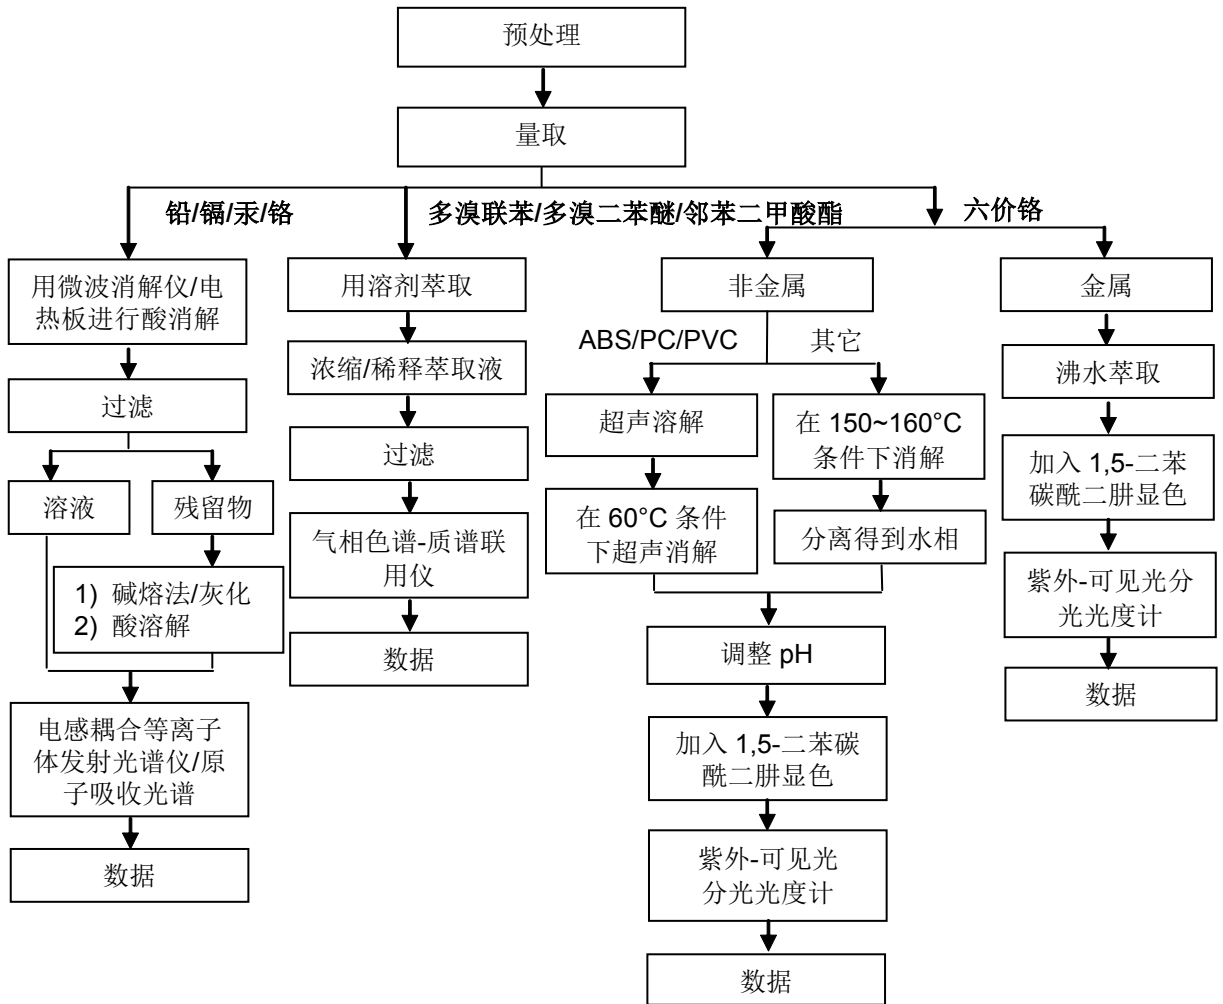 预处理
量取
铅/镉/汞/铬
多溴联苯/多溴二苯醚/邻苯二甲酸酯
六价铬
用微波消解仪/电
热板进行酸消解
过滤
溶液
残留物
1) 碱熔法/灰化
2) 酸溶解
电感耦合等离子
体发射光谱仪/原
子吸收光谱
数据
用溶剂萃取
浓缩/稀释萃取液
过滤
气相色谱-质谱联
用仪
数据
非金属
ABS/PC/PVC
其它
超声溶解
在 60°C 条件
下超声消解
在 150~160°C
条件下消解
分离得到水相
调整 pH
加入 1,5-二苯碳
酰二肼显色
紫外-可见光
分光光度计
数据
金属
沸水萃取
加入 1,5-二苯
碳酰二肼显色
紫外-可见光分
光光度计
数据